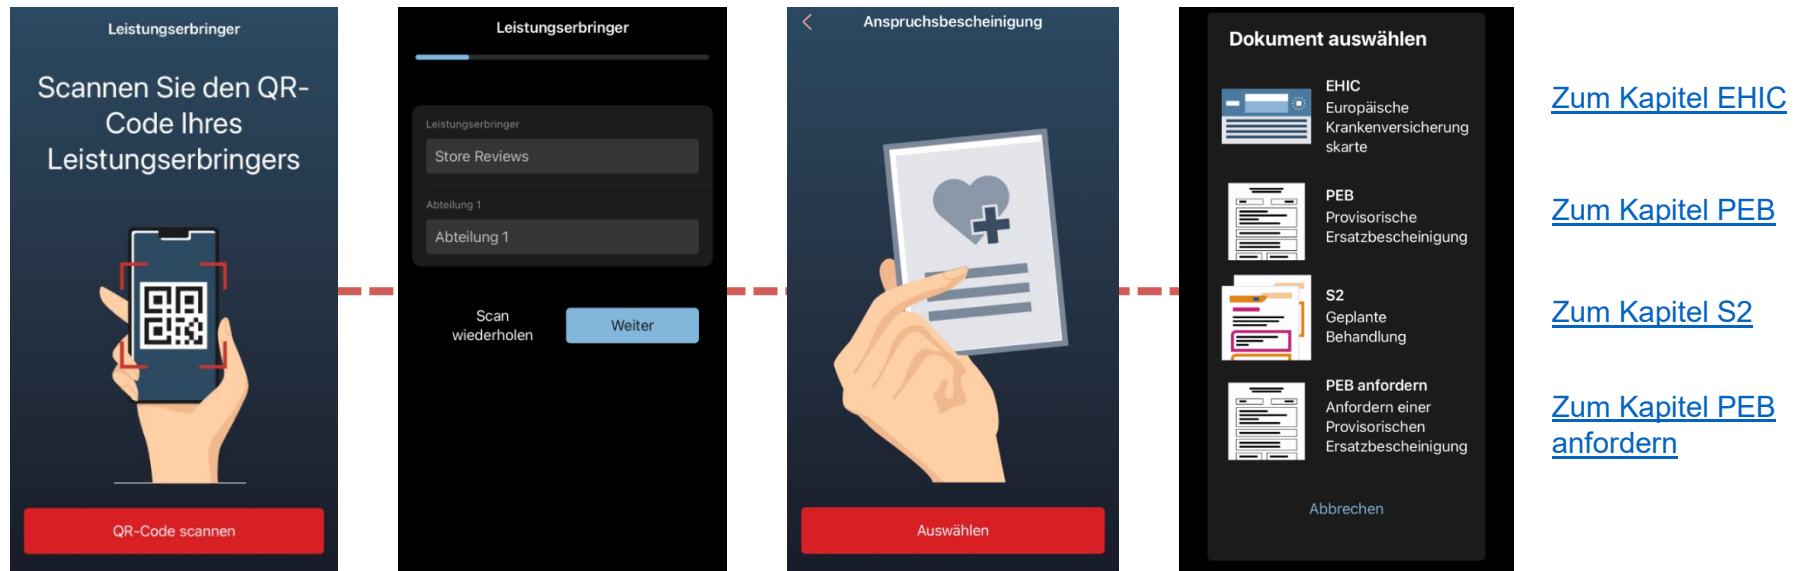 Leistungserbringer
Scannen Sie den QR-
Code Ihres
Leistungserbringers
QR-Code scannen
Leistungserbringer
Leistungserbringer
Store Reviews
Abteilung 1
Abteilung 1
Scan
wiederholen
Weiter
Anspruchsbescheinigung
Auswählen
Dokument auswählen
EHIC
Europäische
Krankenversicherung
skarte
PEB
Provisorische
Ersatzbescheinigung
S2
Geplante
Behandlung
PEB anfordern
Anfordern einer
Provisorischen
Ersatzbescheinigung
Abbrechen
Zum Kapitel EHIC
Zum Kapitel PEB
Zum Kapitel S2
Zum Kapitel PEB
anfordern